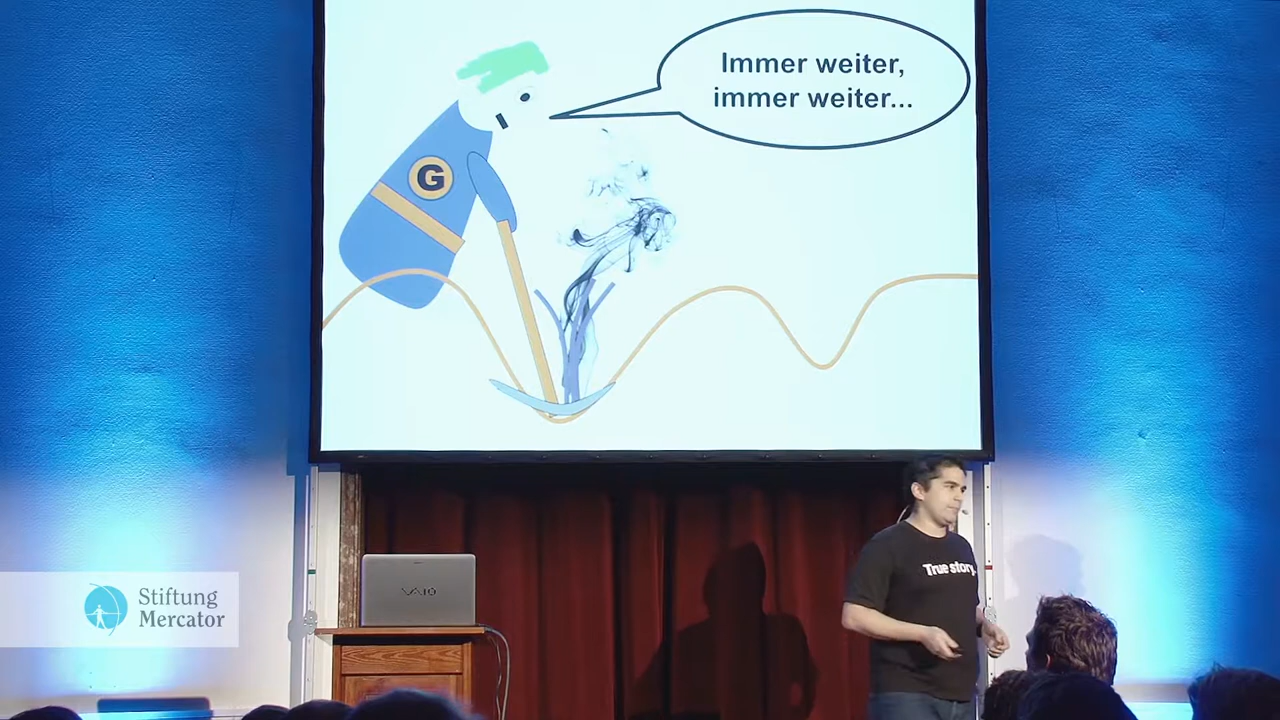 Immer weiter,
immer weiter...
G
True story.
VAIO
Stiftung
Mercator